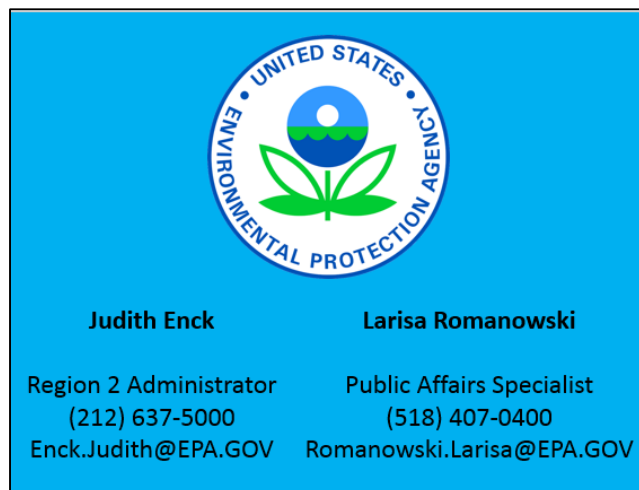 UNITED STATES
• ENVIRONMENTAL PROTECTION AGENCY •
Judith Enck
Region 2 Administrator
(212) 637-5000
Enck.Judith@EPA.GOV
Larisa Romanowski
Public Affairs Specialist
(518) 407-0400
Romanowski.Larisa@EPA.GOV